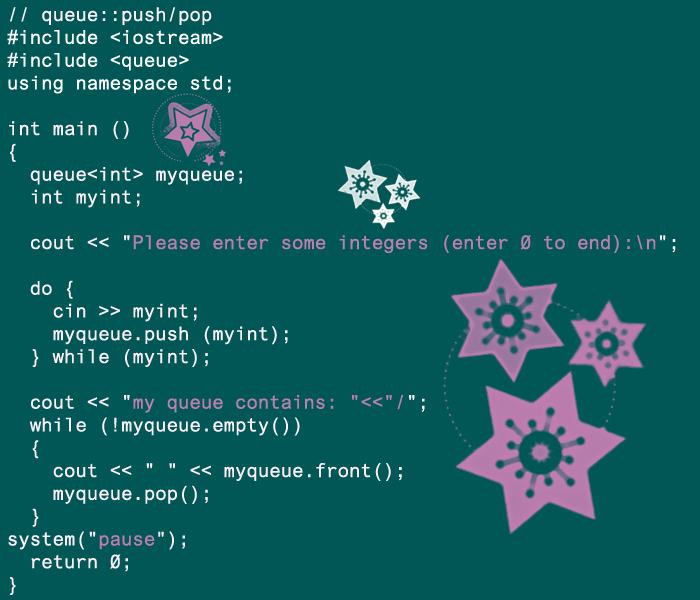 // queue::push/pop
#include <iostream>
#include <queue>
using namespace std;
int main ()
{
queue<int> myqueue;
int myint;
cout << "Please enter some integers (enter 0 to end):\n";
do {
cin >> myint;
myqueue.push (myint);
} while (myint);
cout << "my queue contains: "<<"/";
while (!myqueue.empty())
{
cout << " " << myqueue.front();
myqueue.pop();
}
system("pause");
return 0;
}